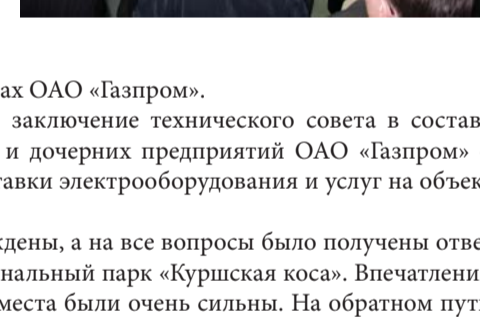 ах ОАО «Газпром».
заключение технического совета в состав
и дочерних предприятий ОАО «Газпром»
тавки электрооборудования и услуг на объек
ждены, а на все вопросы было получены отве
нальный парк «Куршская коса». Впечатлени
места были очень сильны. На обратном пут